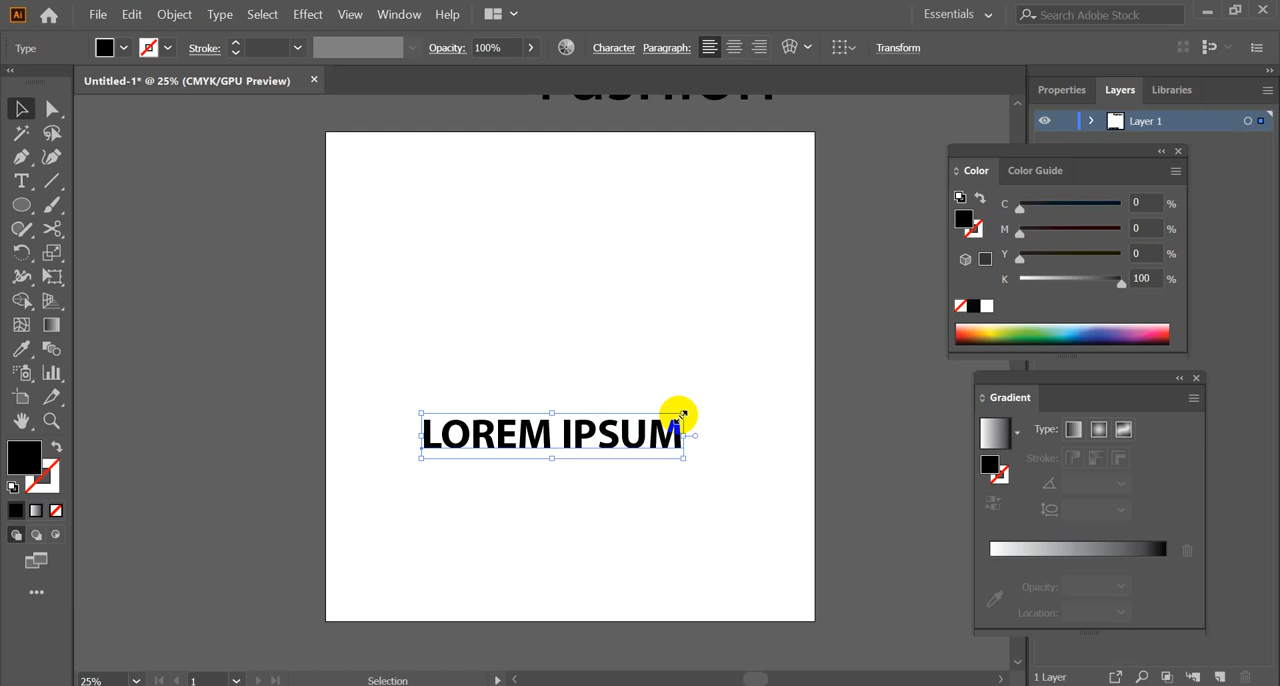 Ai File Edit Object Type Select Effect View Window Help Essentials Search Adobe Stock
Type Stroke: Opacity: 100% Character Paragraph: Transform
Untitled-1* @ 25% (CMYK/GPU Preview)
Properties Layers Libraries
Fashion
Layer 1
Color Color Guide
C 0 %
M 0 %
Y 0 %
K 100 %
Gradient
Type:
Stroke:
LOREM IPSUM
Opacity:
Location:
25% 1 Selection 1 Layer